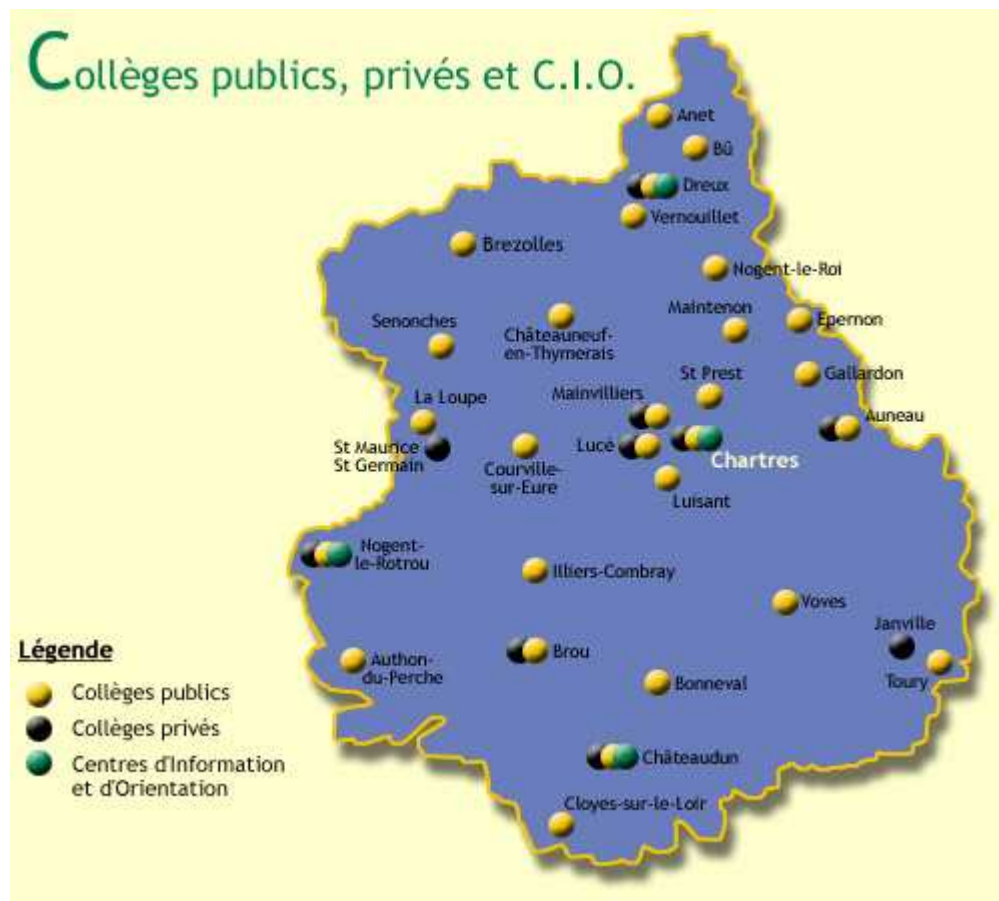 Collèges publics, privés et C.I.O.
Anet
Bû
Dreux
Vernouillet
Brezolles
Nogent-le-Roi
Maintenon
Epernon
Senonches
Châteauneuf-
en-Thymerais
St Prest
Gallardon
Mainvilliers
La Loupe
Auneau
St Maurice
St Germain
Lucé
Courville-
sur-Eure
Chartres
Luisant
Nogent-
le-Rotrou
Illiers-Combray
Voves
Janville
Légende
Authon-
du-Perche
Brou
Toury
Bonneval
Collèges publics
Collèges privés
Centres d'Information
et d'Orientation
Châteaudun
Cloyes-sur-le-Loir